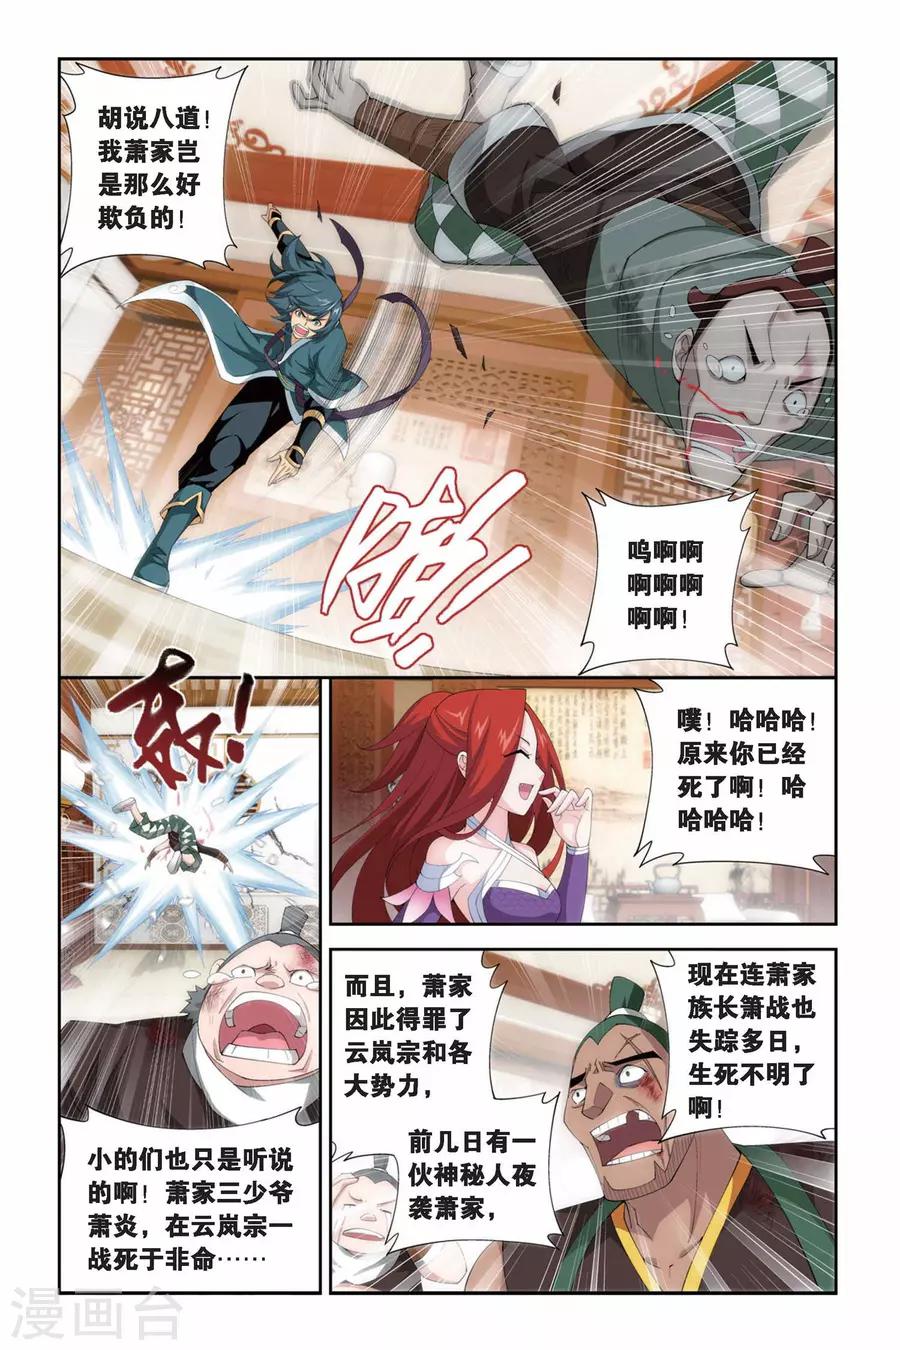 胡说八道！
我萧家岂
是那么好
欺负的！
嘭！
呜啊啊
啊啊啊
啊啊！
轰！
噗！哈哈哈！
原来你已经
死了啊！哈
哈哈哈！
小的们也只是听说
的啊！萧家三少爷
萧炎，在云岚宗一
战死于非命……
而且，萧家
因此得罪了
云岚宗和各
大势力，
前几日有一
伙神秘人夜
袭萧家，
现在连萧家
族长箫战也
失踪多日，
生死不明了
啊！
漫画台